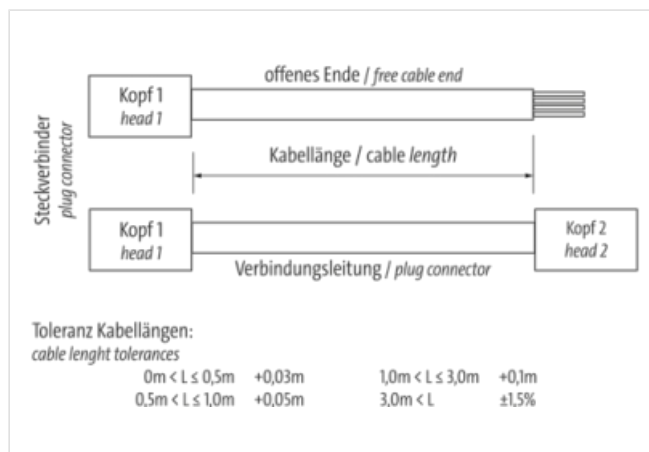 offenes Ende / free cable end
Kopf 1
head 1
Steckverbinder
plug connector
Kabellänge / cable length
Kopf 1
head 1
Kopf 2
head 2
Verbindungsleitung / plug connector
Toleranz Kabellängen:
cable lenght tolerances
0m < L ≤ 0,5m +0,03m 1,0m < L ≤ 3,0m +0,1m
0,5m < L ≤ 1,0m +0,05m 3,0m < L ±1,5%